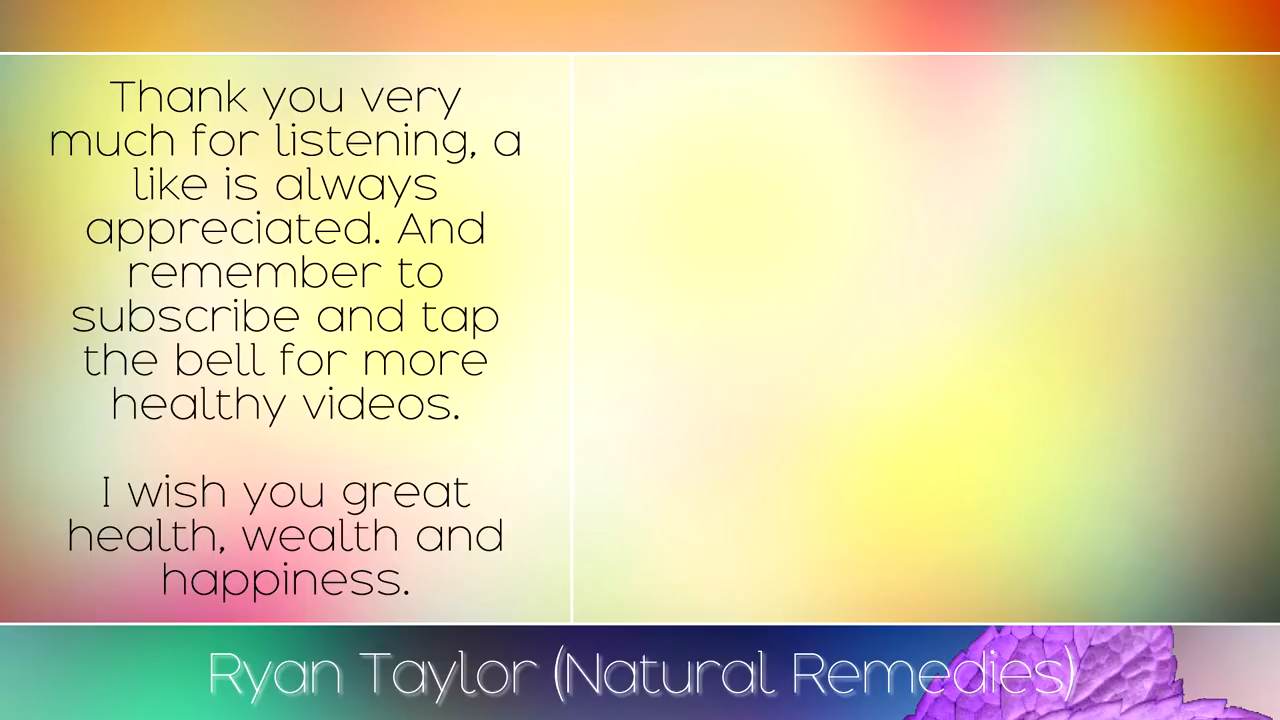 Thank you very
much for listening, a
like is always
appreciated. And
remember to
subscribe and tap
the bell for more
healthy videos.
I wish you great
health, wealth and
happiness.
Ryan Taylor (Natural Remedies)